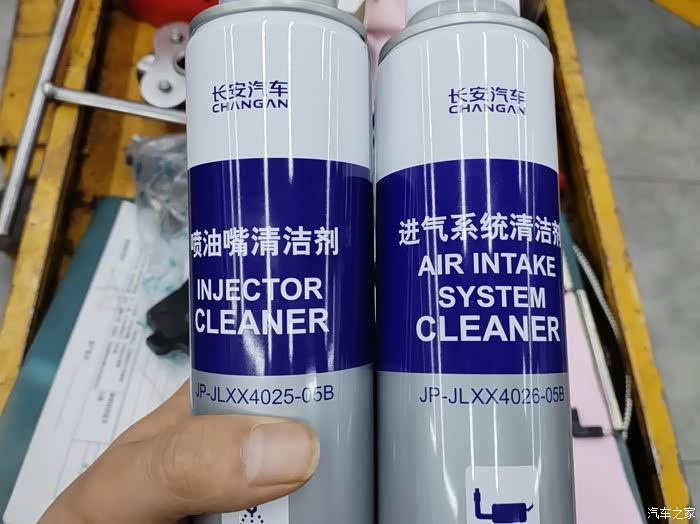 长安汽车
CHANGAN
喷油嘴清洁剂
INJECTOR
CLEANER
JP-JLXX4025-05B
长安汽车
CHANGAN
进气系统清洁剂
AIR INTAKE
SYSTEM
CLEANER
JP-JLXX4026-05B
汽车之家